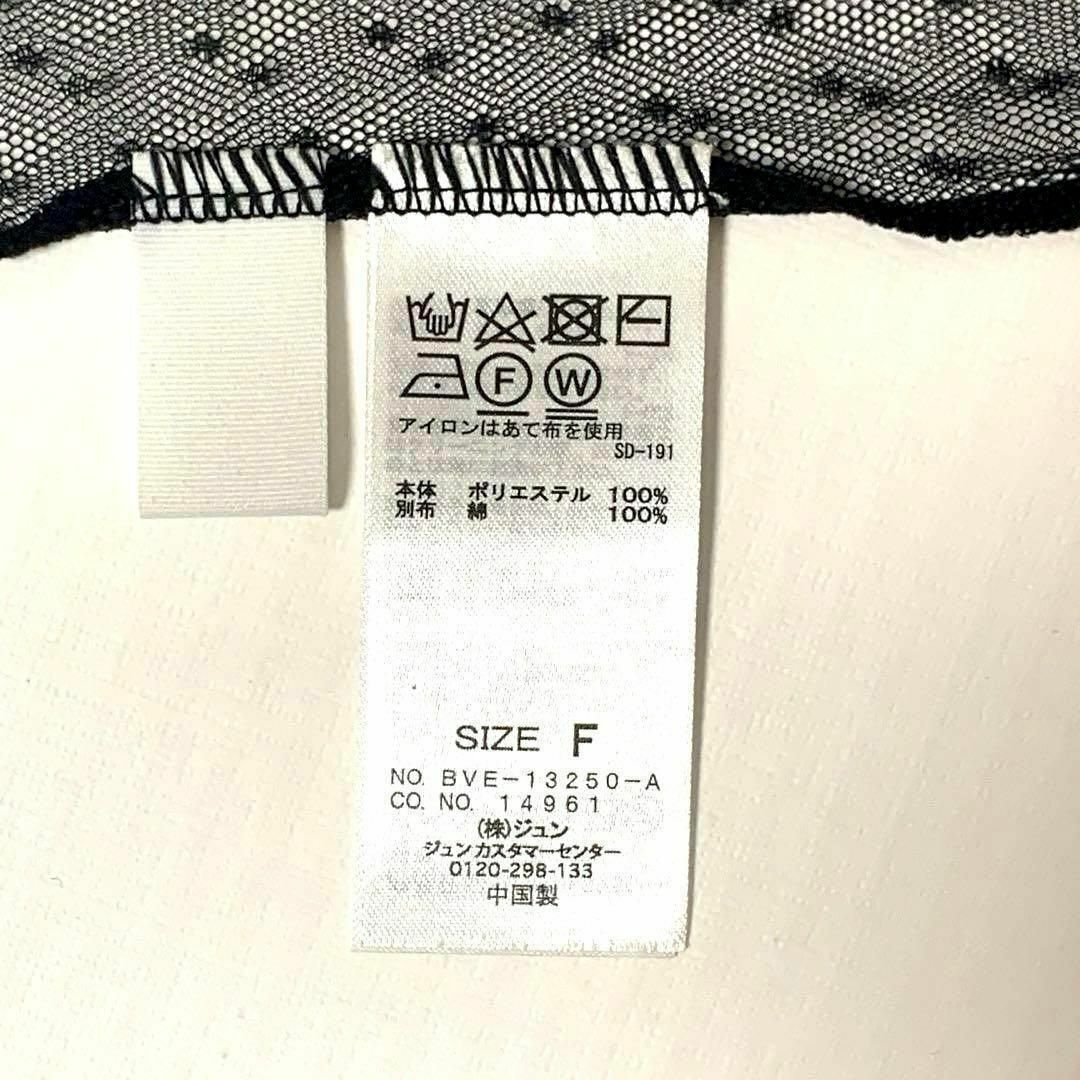 F W
アイロンはあて布を使用
SD-191
本体 ポリエステル 100%
別布 綿 100%
SIZE F
NO. BVE-13250-A
CO. NO. 14961
(株)ジュン
ジュンカスタマーセンター
0120-298-133
中国製